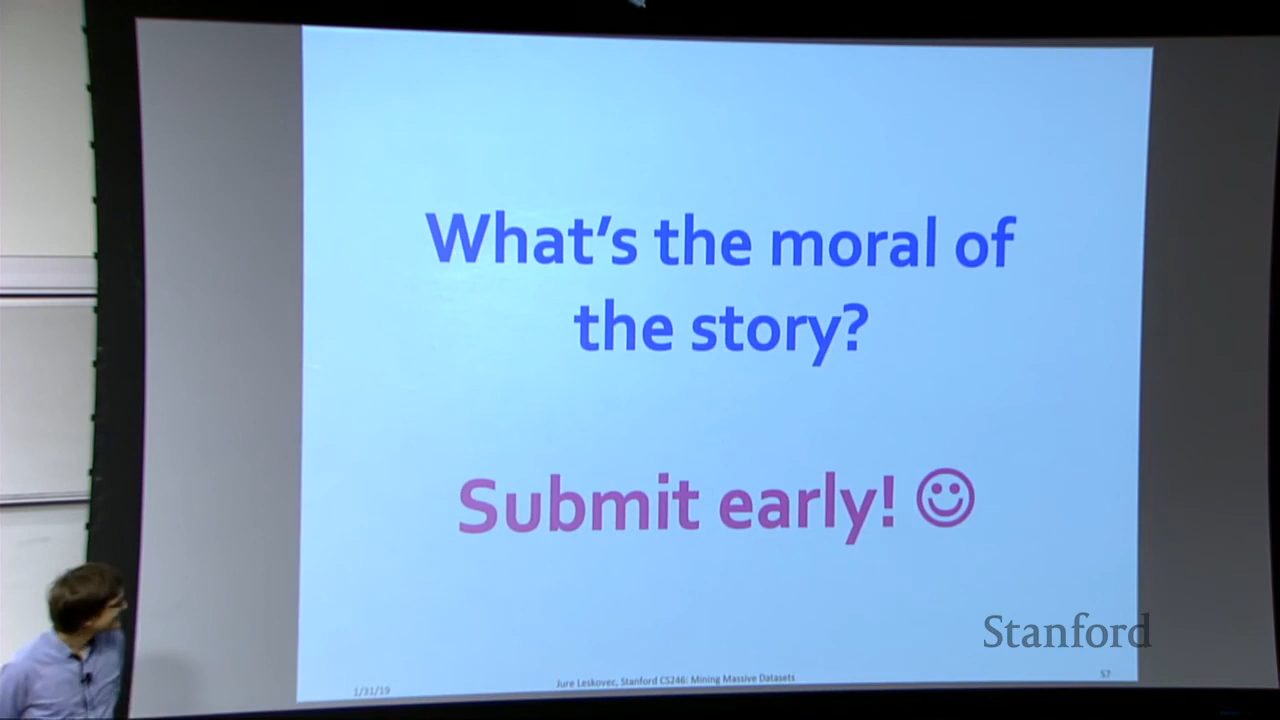 What's the moral of
the story?
Submit early! ☺
Stanford
1/31/19
Jure Leskovec, Stanford CS246: Mining Massive Datasets
57